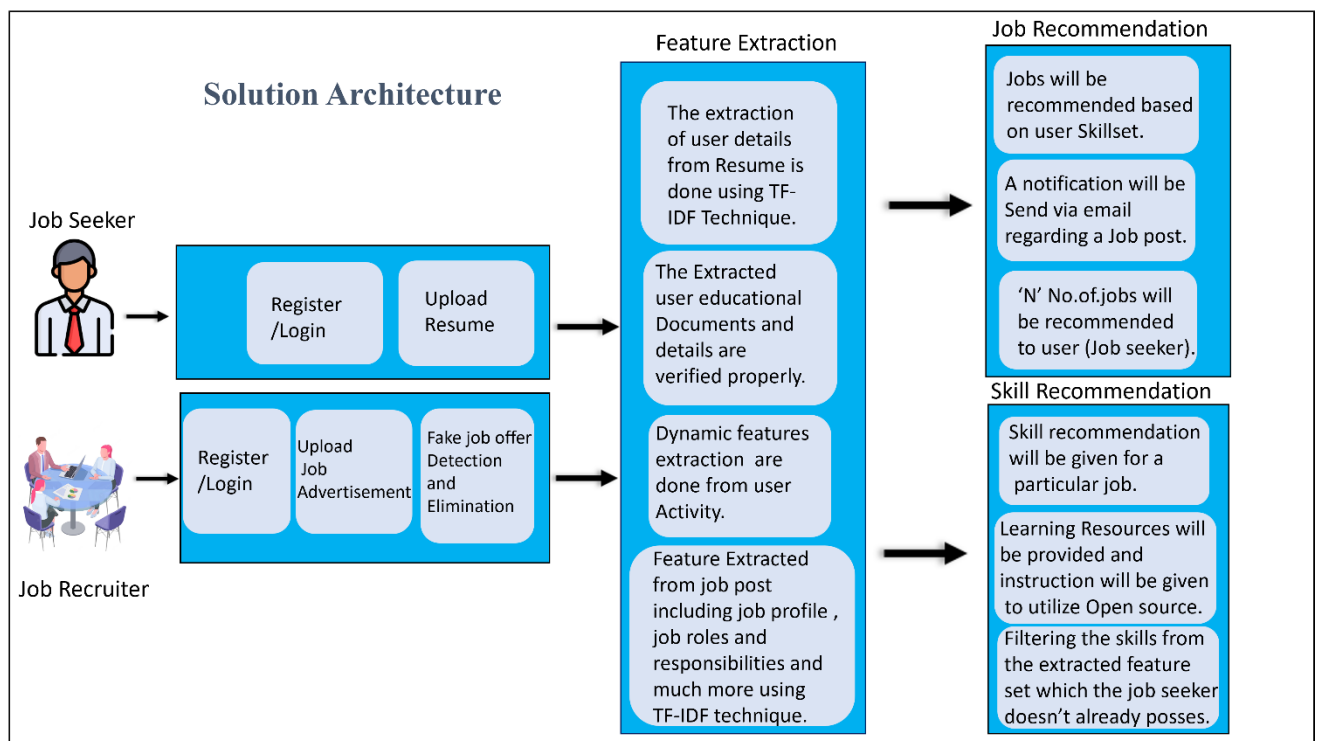 Solution Architecture
Job Seeker
Register
/Login
Upload
Resume
Job Recruiter
Register
/Login
Upload
Job
Advertisement
Fake job offer
Detection
and
Elimination
Feature Extraction
The extraction
of user details
from Resume is
done using TF-
IDF Technique.
The Extracted
user educational
Documents and
details are
verified properly.
Dynamic features
extraction are
done from user
Activity.
Feature Extracted
from job post
including job profile ,
job roles and
responsibilities and
much more using
TF-IDF technique.
Job Recommendation
Jobs will be
recommended based
on user Skillset.
A notification will be
Send via email
regarding a Job post.
‘N’ No.of.jobs will
be recommended
to user (Job seeker).
Skill Recommendation
Skill recommendation
will be given for a
particular job.
Learning Resources will
be provided and
instruction will be given
to utilize Open source.
Filtering the skills from
the extracted feature
set which the job seeker
doesn’t already posses.